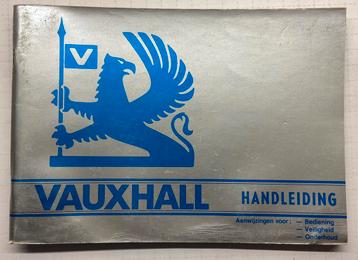 V
VAUXHALL
HANDLEIDING
Aanwijzingen voor : — Bediening
— Veiligheid
— Onderhoud